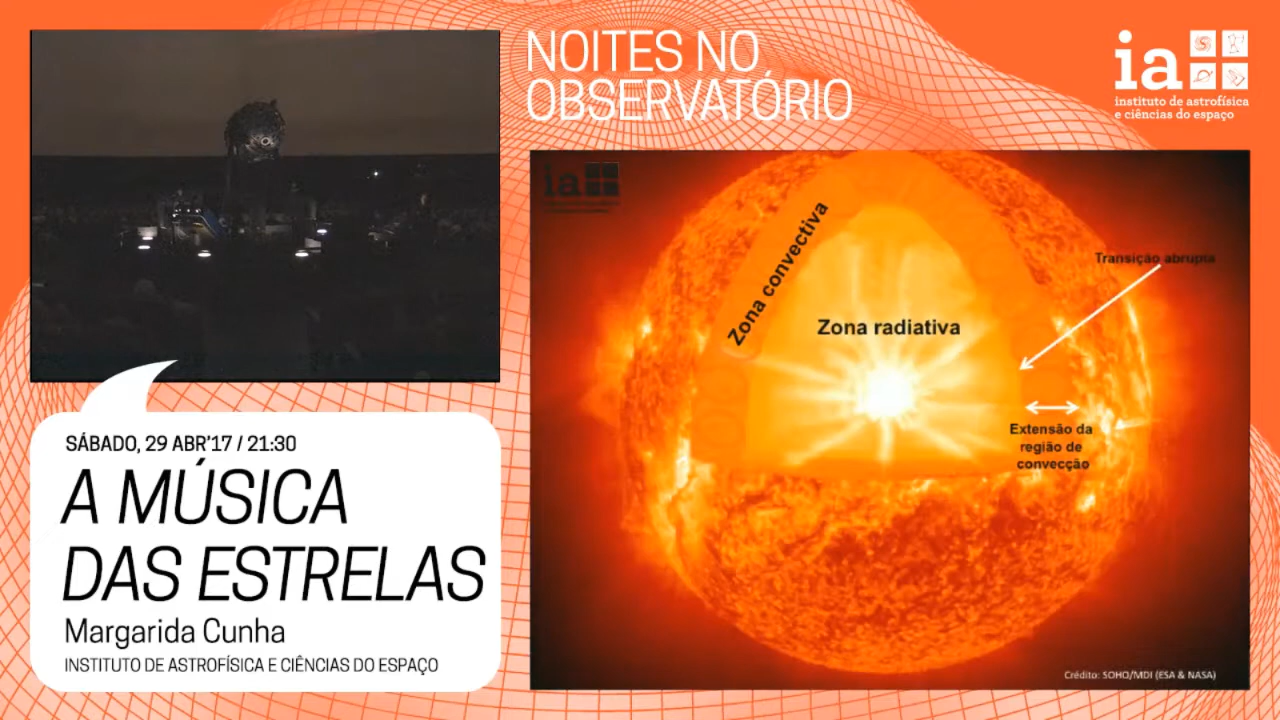 NOITES NO
OBSERVATÓRIO
ia
instituto de astrofísica
e ciências do espaço
ia
Zona convectiva
Zona radiativa
Transição abrupta
Extensão da
região de
convecção
Crédito: SOHO/MDI (ESA & NASA)
SÁBADO, 29 ABR'17 / 21:30
A MÚSICA
DAS ESTRELAS
Margarida Cunha
INSTITUTO DE ASTROFÍSICA E CIÊNCIAS DO ESPAÇO